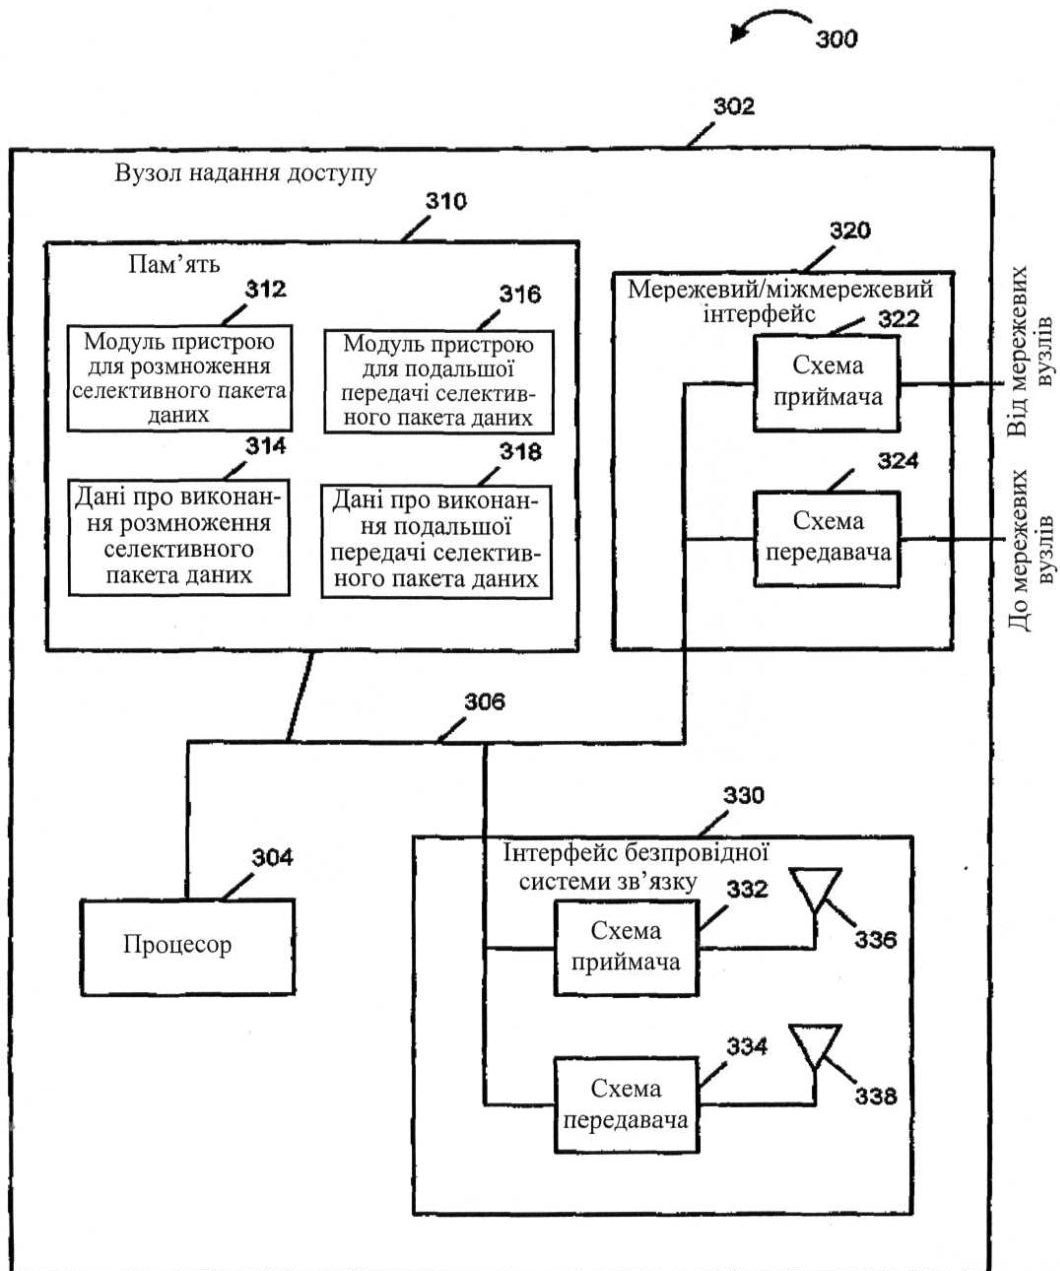 300
302
Вузол надання доступу
310
Пам’ять
312
Модуль пристрою
для розмноження
селективного пакета
даних
316
Модуль пристрою
для подальшої
передачі селектив-
ного пакета даних
314
Дані про виконан-
ня розмноження
селективного
пакета даних
318
Дані про виконан-
ня подальшої
передачі селектив-
ного пакета даних
320
Мережевий/міжмережевий
інтерфейс
322
Схема
приймача
Від мережевих
вузлів
324
Схема
передавача
До мережевих
вузлів
306
304
Процесор
330
Інтерфейс безпровідної
системи зв’язку
332
Схема
приймача
336
334
Схема
передавача
338